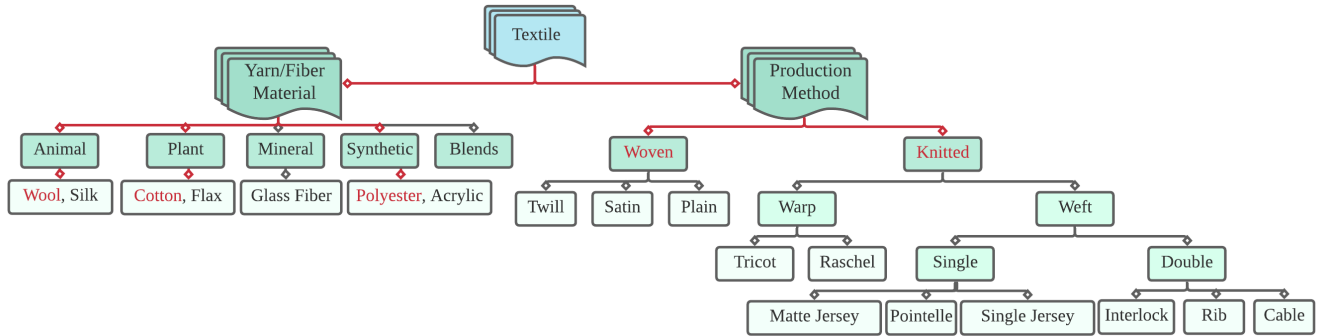 Textile
Yarn/Fiber
Material
Production
Method
Animal
Plant
Mineral
Synthetic
Blends
Woven
Knitted
Wool, Silk
Cotton, Flax
Glass Fiber
Polyester, Acrylic
Twill
Satin
Plain
Warp
Weft
Tricot
Raschel
Single
Double
Matte Jersey
Pointelle
Single Jersey
Interlock
Rib
Cable